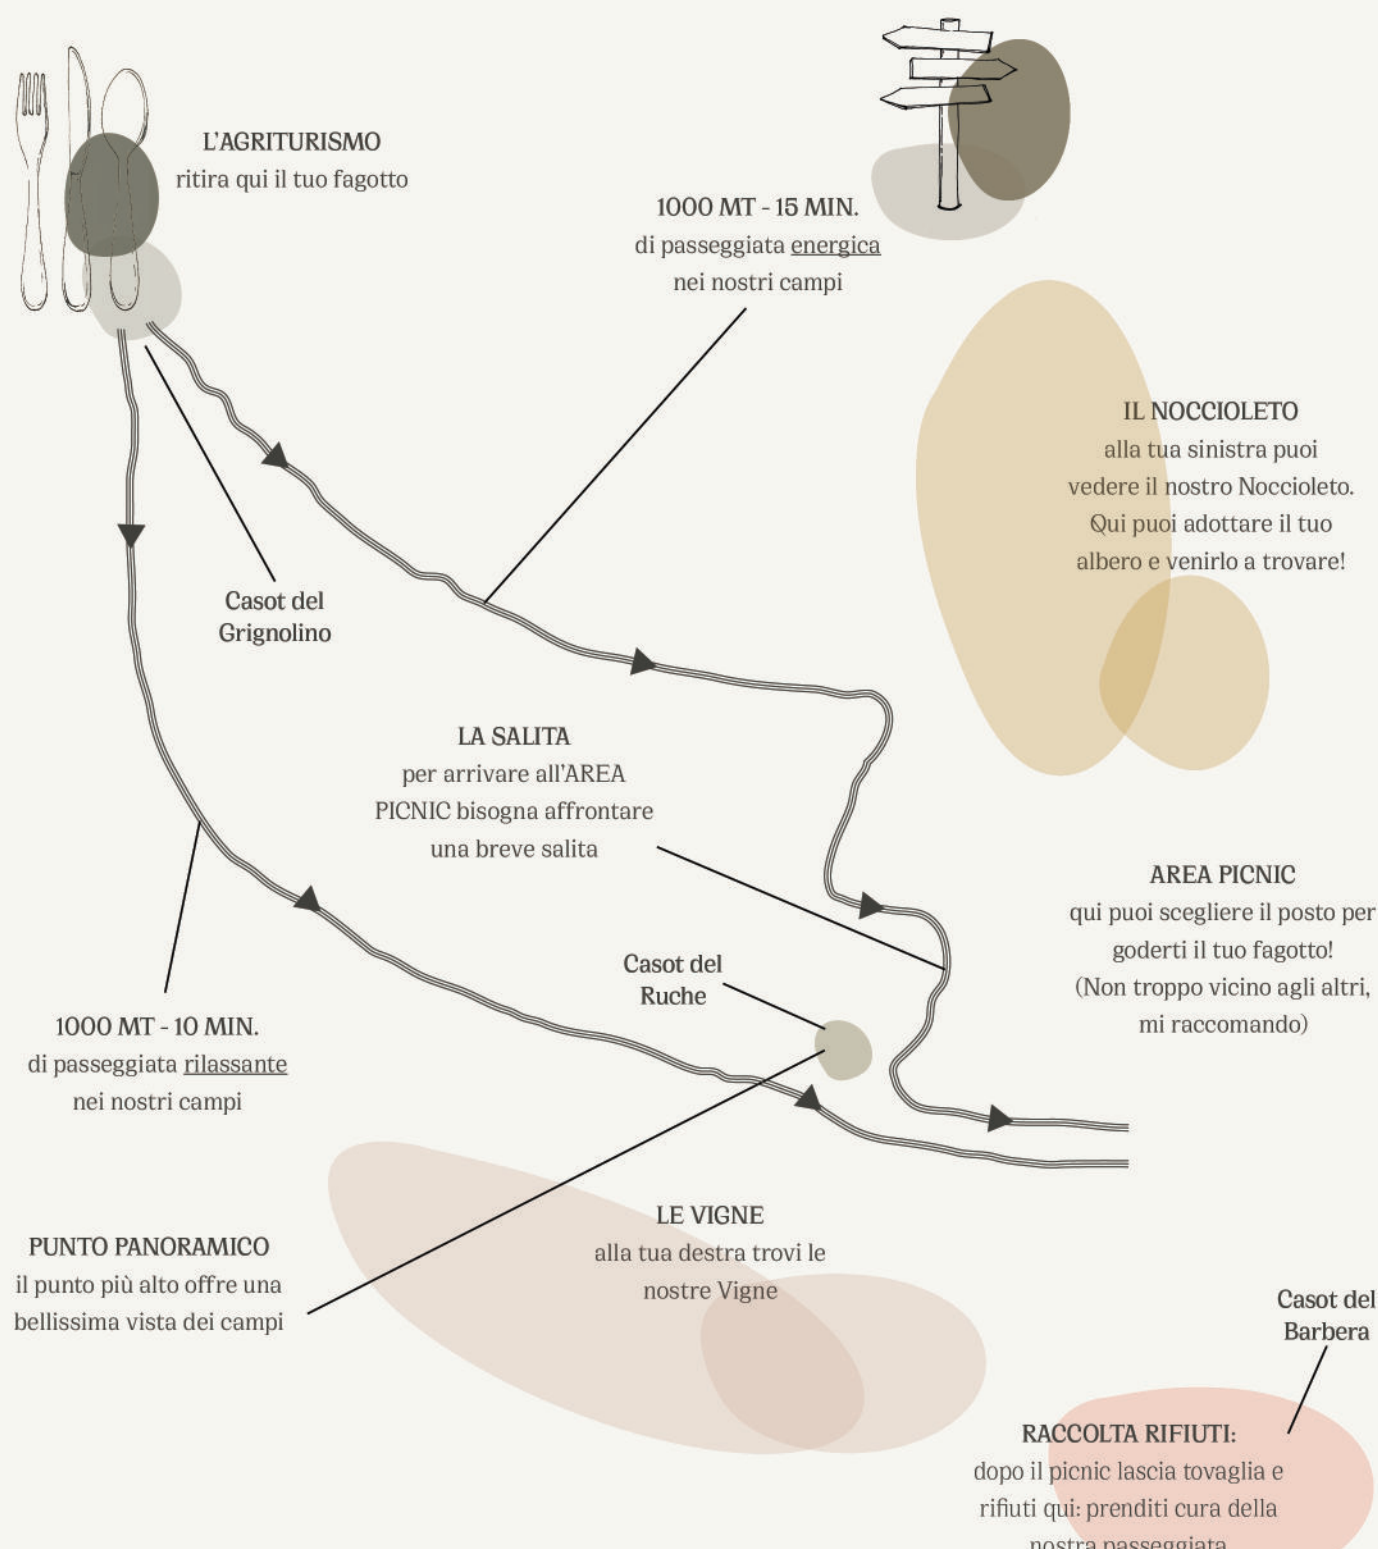 L'AGRITURISMO
ritira qui il tuo fagotto
1000 MT - 15 MIN.
di passeggiata energica
nei nostri campi
IL NOCCIOLETO
alla tua sinistra puoi
vedere il nostro Noccioleto.
Qui puoi adottare il tuo
albero e venirlo a trovare!
Casot del
Grignolino
LA SALITA
per arrivare all'AREA
PICNIC bisogna affrontare
una breve salita
AREA PICNIC
qui puoi scegliere il posto per
goderti il tuo fagotto!
(Non troppo vicino agli altri,
mi raccomando)
Casot del
Ruche
1000 MT - 10 MIN.
di passeggiata rilassante
nei nostri campi
LE VIGNE
alla tua destra trovi le
nostre Vigne
PUNTO PANORAMICO
il punto più alto offre una
bellissima vista dei campi
Casot del
Barbera
RACCOLTA RIFIUTI:
dopo il picnic lascia tovaglia e
rifiuti qui: prenditi cura della
nostra passeggiata